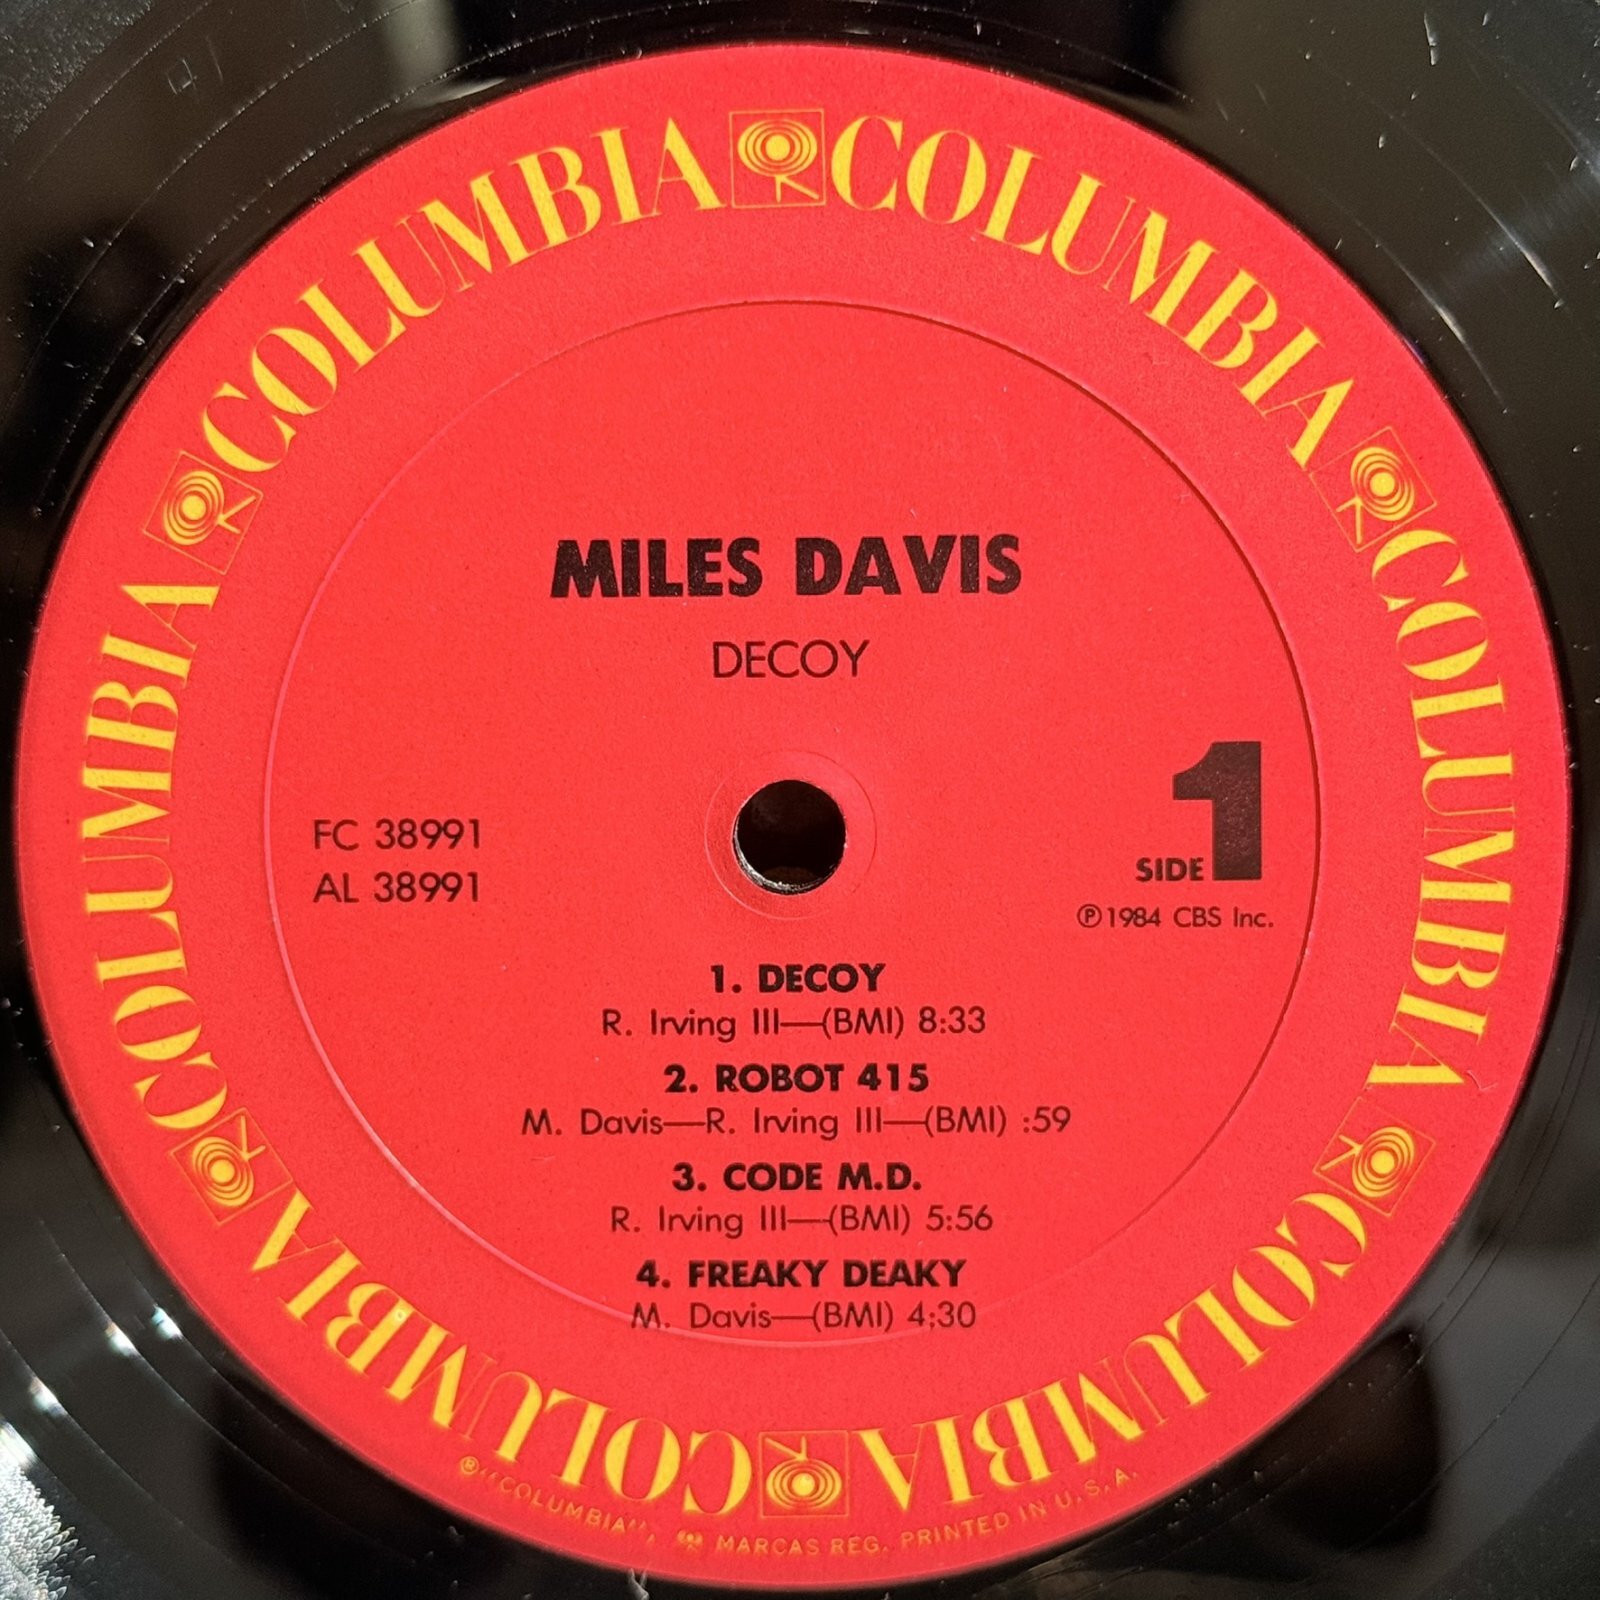 COLUMBIA COLUMBIA COLUMBIA COLUMBIA COLUMBIA COLUMBIA
MILES DAVIS
DECOY
FC 38991
AL 38991
SIDE 1
℗ 1984 CBS Inc.
1. DECOY
R. Irving III—(BMI) 8:33
2. ROBOT 415
M. Davis—R. Irving III—(BMI) :59
3. CODE M.D.
R. Irving III—(BMI) 5:56
4. FREAKY DEAKY
M. Davis—(BMI) 4:30
® "COLUMBIA", MARCAS REG. PRINTED IN U.S.A.